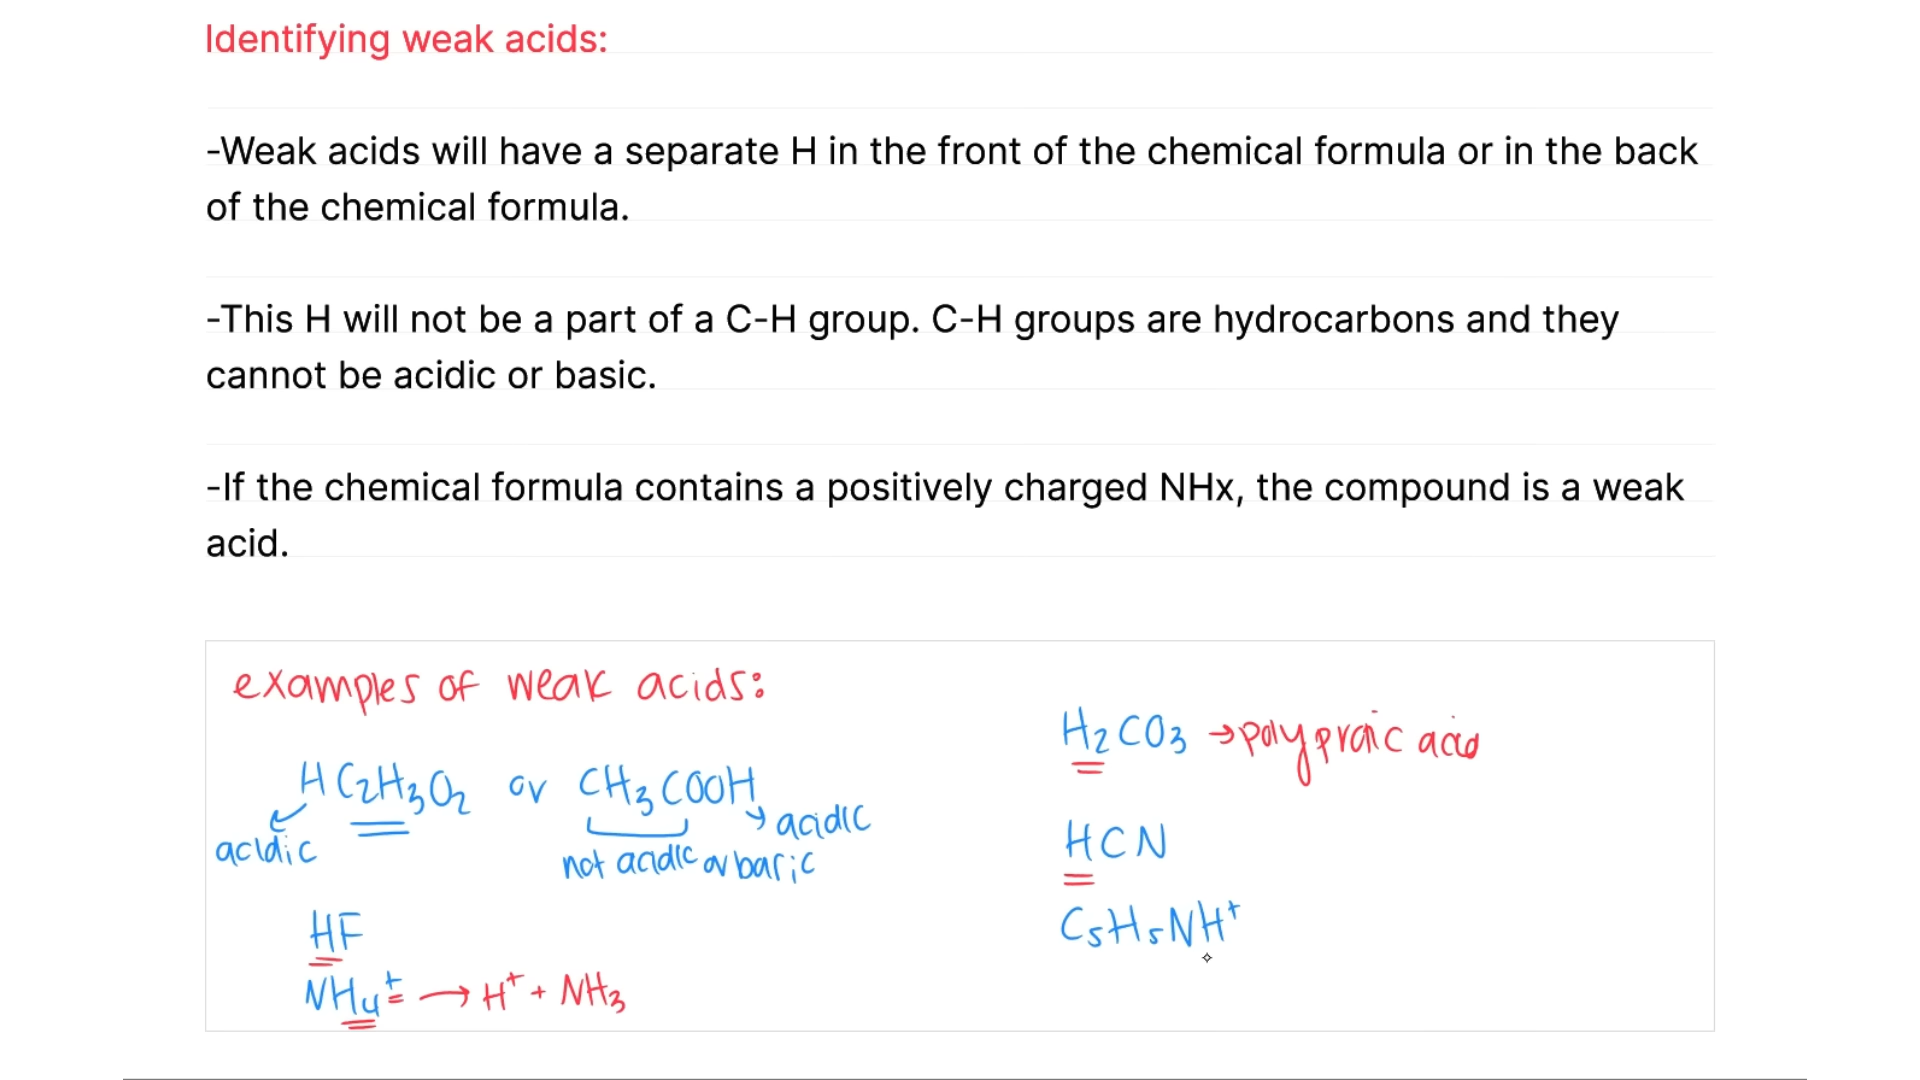 Identifying weak acids:
-Weak acids will have a separate H in the front of the chemical formula or in the back
of the chemical formula.
-This H will not be a part of a C-H group. C-H groups are hydrocarbons and they
cannot be acidic or basic.
-If the chemical formula contains a positively charged NHx, the compound is a weak
acid.
examples of weak acids:
HC₂H₃O₂ or CH₃COOH
acidic
acidic
not acidic or basic
HF
NH₄⁺ → H⁺ + NH₃
H₂CO₃ → polyproic acid
HCN
C₅H₅NH⁺